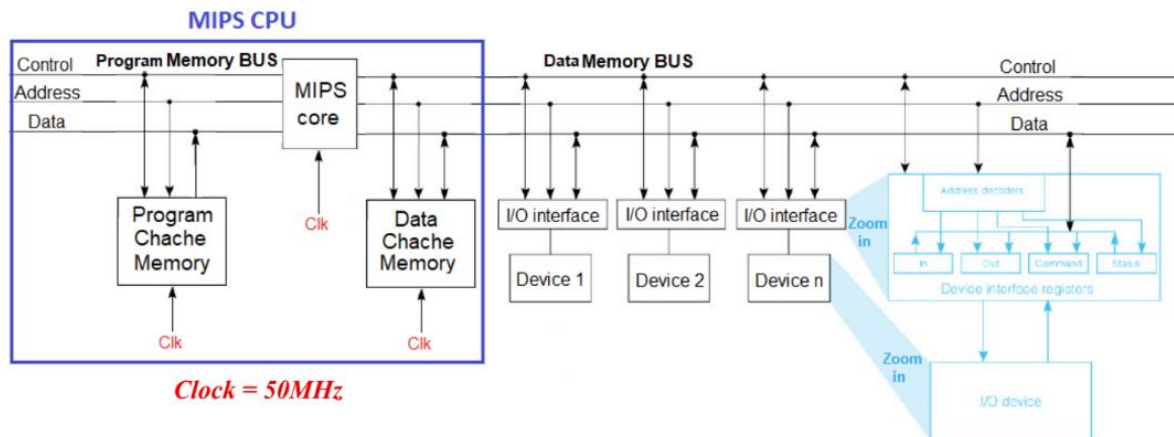 MIPS CPU
Program Memory BUS
Data Memory BUS
Control
Address
Data
MIPS
core
Control
Address
Data
Program
Chache
Memory
Clk
Data
Chache
Memory
Clk
Clk
I/O interface
I/O interface
I/O interface
Device 1
Device 2
Device n
Zoom
in
Address decoders
In
Out
Command
Status
Device interface registers
Zoom
in
I/O device
Clock = 50MHz